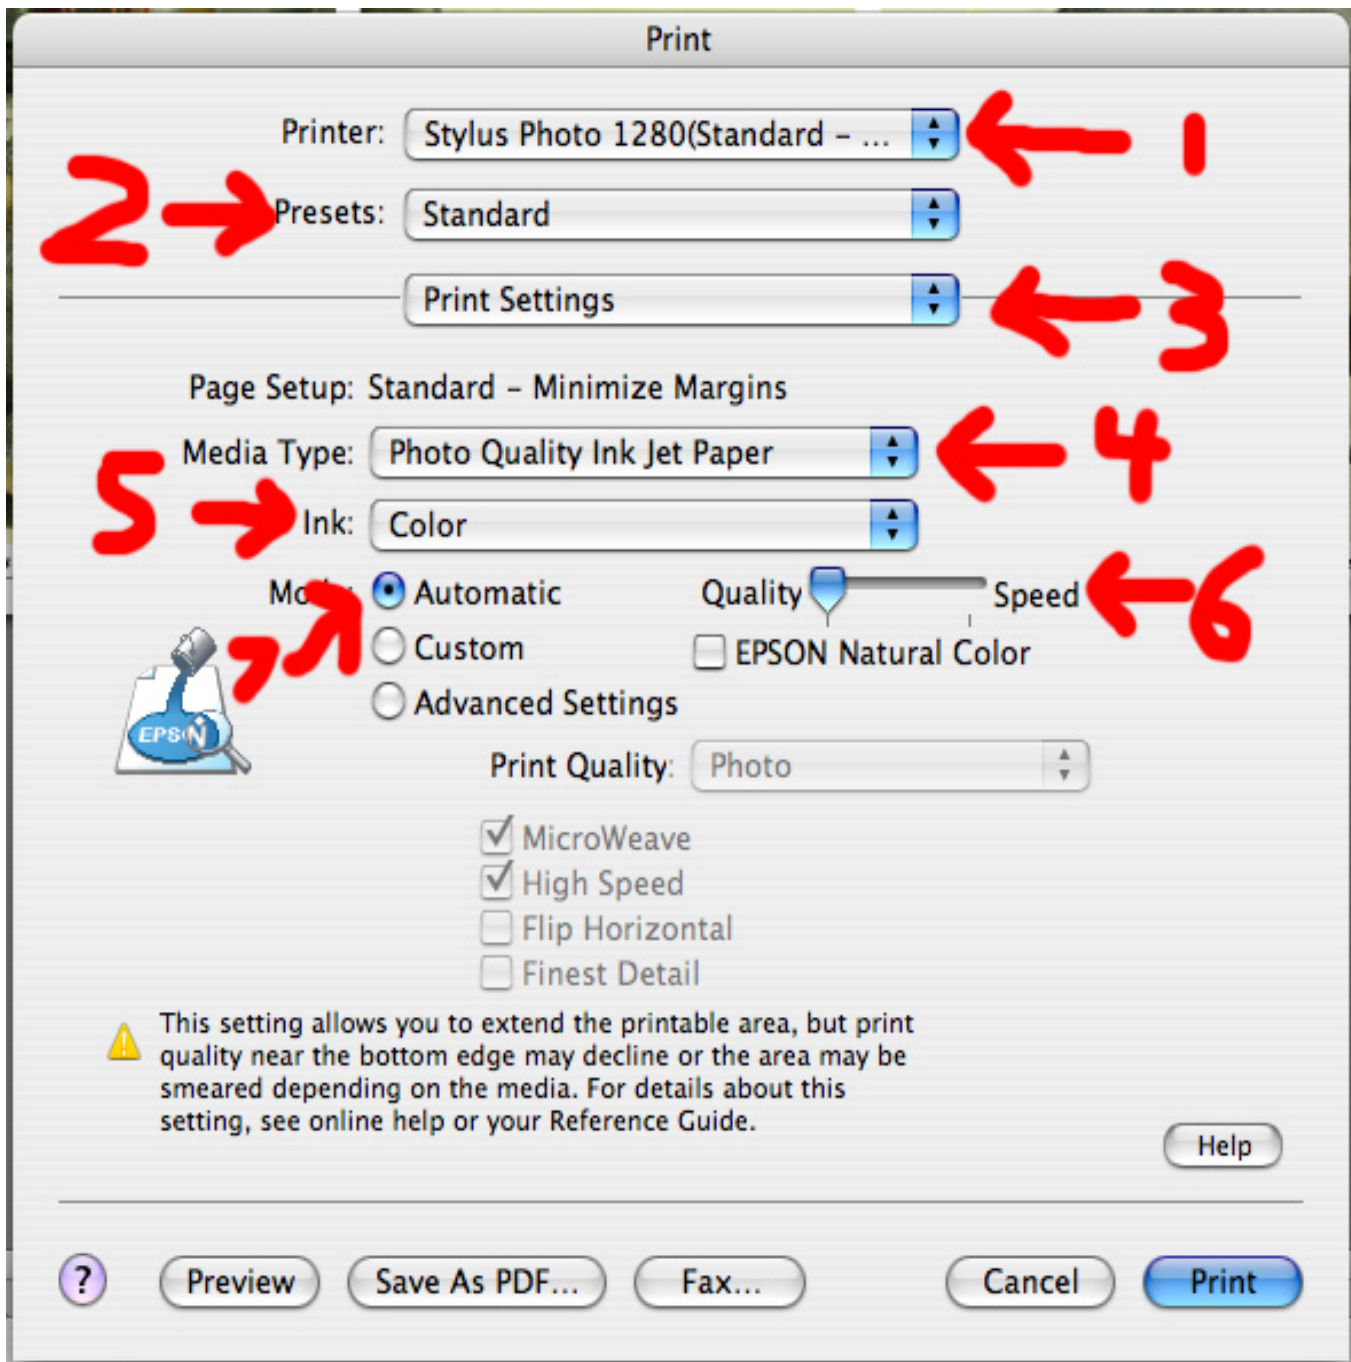 Print
Printer: Stylus Photo 1280(Standard – ... 1
2 Presets: Standard
Print Settings 3
Page Setup: Standard – Minimize Margins
Media Type: Photo Quality Ink Jet Paper 4
5 Ink: Color
Automatic Quality Speed 6
7 Custom EPSON Natural Color
EPSON
Advanced Settings
Print Quality: Photo
MicroWeave
High Speed
Flip Horizontal
Finest Detail
This setting allows you to extend the printable area, but print
quality near the bottom edge may decline or the area may be
smeared depending on the media. For details about this
setting, see online help or your Reference Guide.
Help
? Preview Save As PDF... Fax... Cancel Print